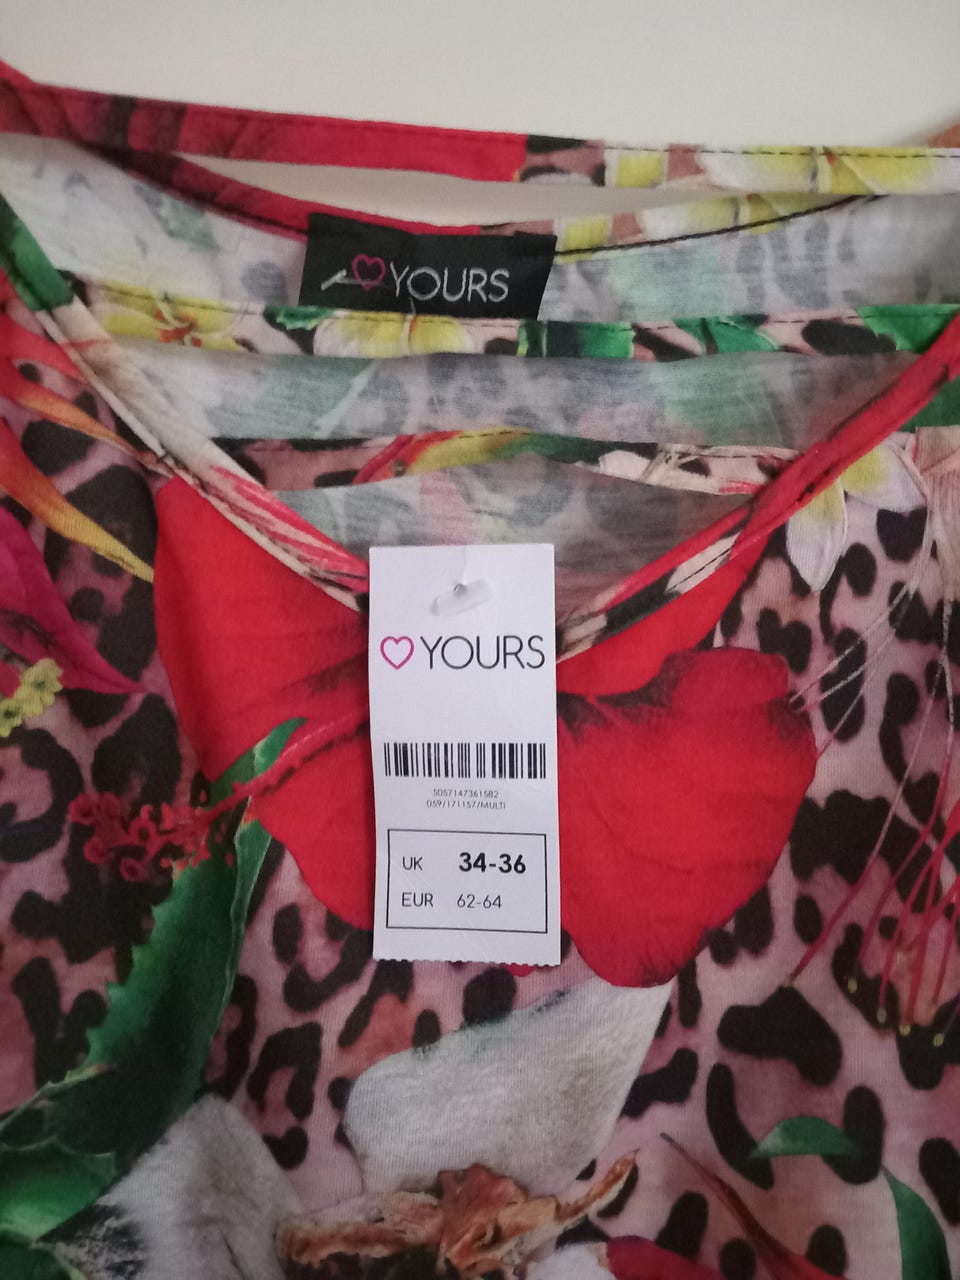 YOURS
YOURS
5057147361582
059/171157/MULTI
UK 34-36
EUR 62-64